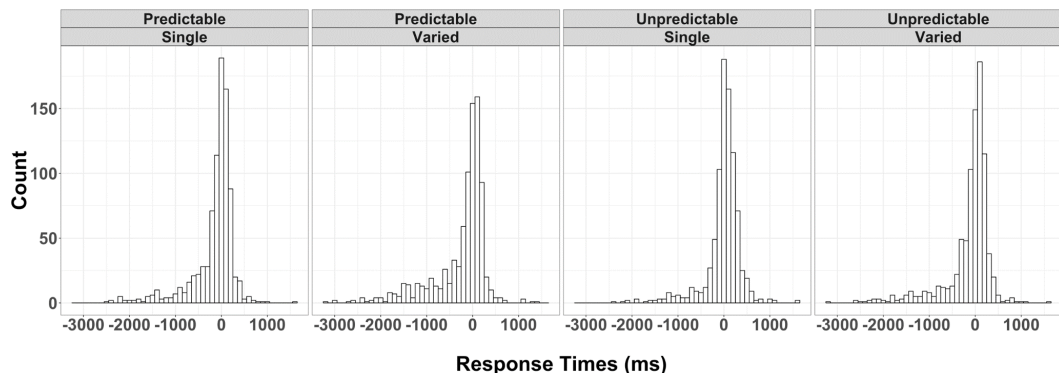 Predictable Predictable Unpredictable Unpredictable
Single Varied Single Varied
150
100
50
0
Count
-3000 -2000 -1000 0 1000 -3000 -2000 -1000 0 1000 -3000 -2000 -1000 0 1000 -3000 -2000 -1000 0 1000
Response Times (ms)